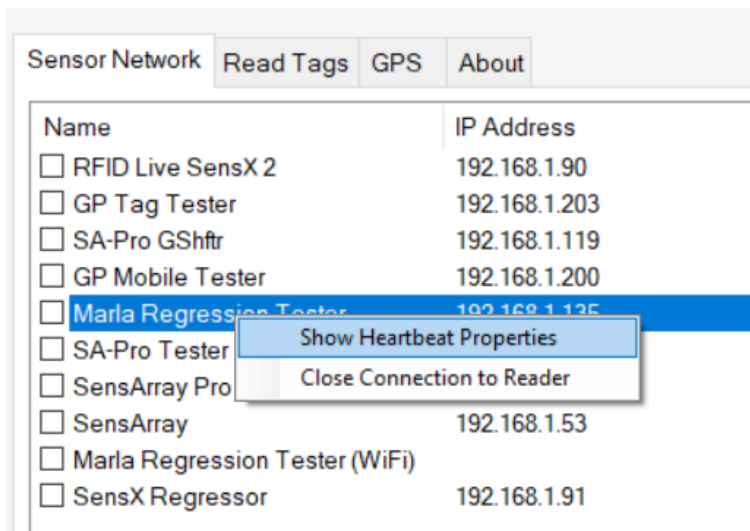 Sensor Network Read Tags GPS About
Name IP Address
RFID Live SensX 2 192.168.1.90
GP Tag Tester 192.168.1.203
SA-Pro GShftr 192.168.1.119
GP Mobile Tester 192.168.1.200
Marla Regression Tester 192.168.1.135
Show Heartbeat Properties
SA-Pro Tester
Close Connection to Reader
SensArray Pro
SensArray 192.168.1.53
Marla Regression Tester (WiFi)
SensX Regressor 192.168.1.91